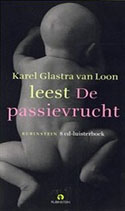 Karel Glastra van Loon
leest De
passievrucht
RUBINSTEIN 8 cd-luisterboek